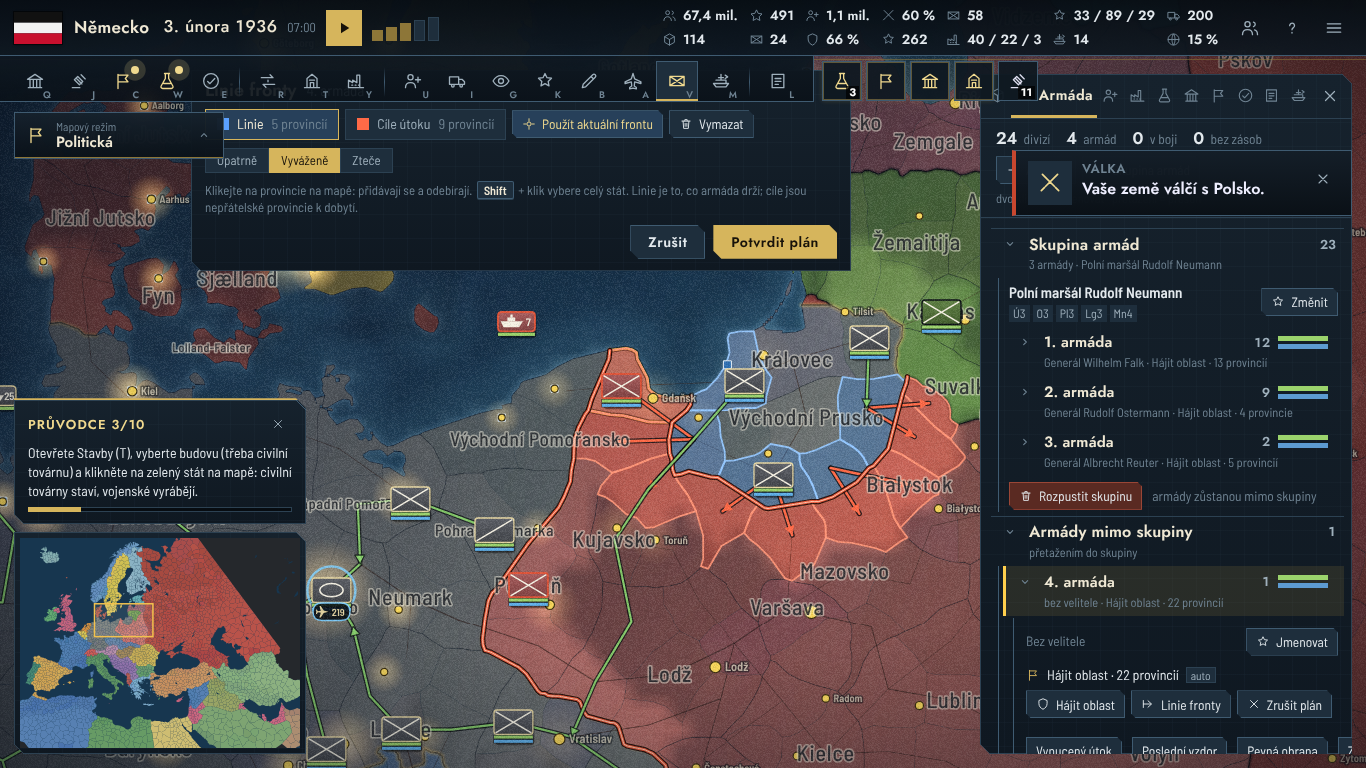 Německo
3. února 1936
07:00
67,4 mil.
491
1,1 mil.
60 %
58
33 / 89 / 29
200
114
24
66 %
262
40 / 22 / 3
14
15 %
Q
J
C
W
E
R
T
Y
U
I
G
K
B
A
V
M
L
3
11
Armáda
Linie fronty
Linie 5 provincií
Cíle útoku 9 provincií
Použít aktuální frontu
Vymazat
Opatrně
Vyváženě
Zteče
Klikejte na provincie na mapě: přidávají se a odebírají. Shift + klik vybere celý stát. Linie je to, co armáda drží; cíle jsou
nepřátelské provincie k dobytí.
Zrušit
Potvrdit plán
Mapový režim
Politická
24 divizí 4 armád 0 v boji 0 bez zásob
VÁLKA
Vaše země válčí s Polsko.
Skupina armád 23
3 armády · Polní maršál Rudolf Neumann
Polní maršál Rudolf Neumann
Změnit
Ú3 O3 Pl3 Lg3 Mn4
1. armáda 12
Generál Wilhelm Falk · Hájit oblast · 13 provincií
2. armáda 9
Generál Rudolf Ostermann · Hájit oblast · 4 provincie
3. armáda 2
Generál Albrecht Reuter · Hájit oblast · 5 provincií
Rozpustit skupinu
armády zůstanou mimo skupiny
Armády mimo skupiny 1
přetažením do skupiny
4. armáda 1
bez velitele · Hájit oblast · 22 provincií
Bez velitele
Jmenovat
Hájit oblast · 22 provincií auto
Hájit oblast
Linie fronty
Zrušit plán
Vynucený útok
Poslední vzdor
Pevná obrana
PRŮVODCE 3/10
Otevřete Stavby (T), vyberte budovu (třeba civilní
továrnu) a klikněte na zelený stát na mapě: civilní
továrny staví, vojenské vyrábějí.
Aalborg
Aarhus
Jižní Jutsko
Fyn
Sjælland
Lolland-Falster
Kiel
Pskov
Zemgale
Žemaitija
Tilsit
Královec
Suvalk
Gdaňsk
Východní Prusko
Východní Pomořansko
Bialystok
Kujavsko
Toruň
Mazovsko
Varšava
Neumark
Lodž
Lodž
Radom
Lublin
Vratislav
Kielce
7
25
219